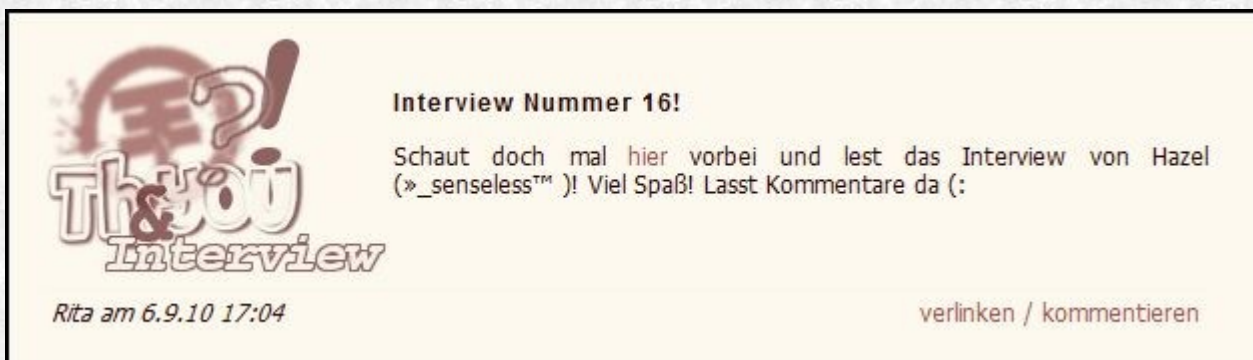 ?!
Th&you
Interview
Interview Nummer 16!
Schaut doch mal hier vorbei und lest das Interview von Hazel
(»_senseless™ )! Viel Spaß! Lasst Kommentare da (:
Rita am 6.9.10 17:04
verlinken / kommentieren